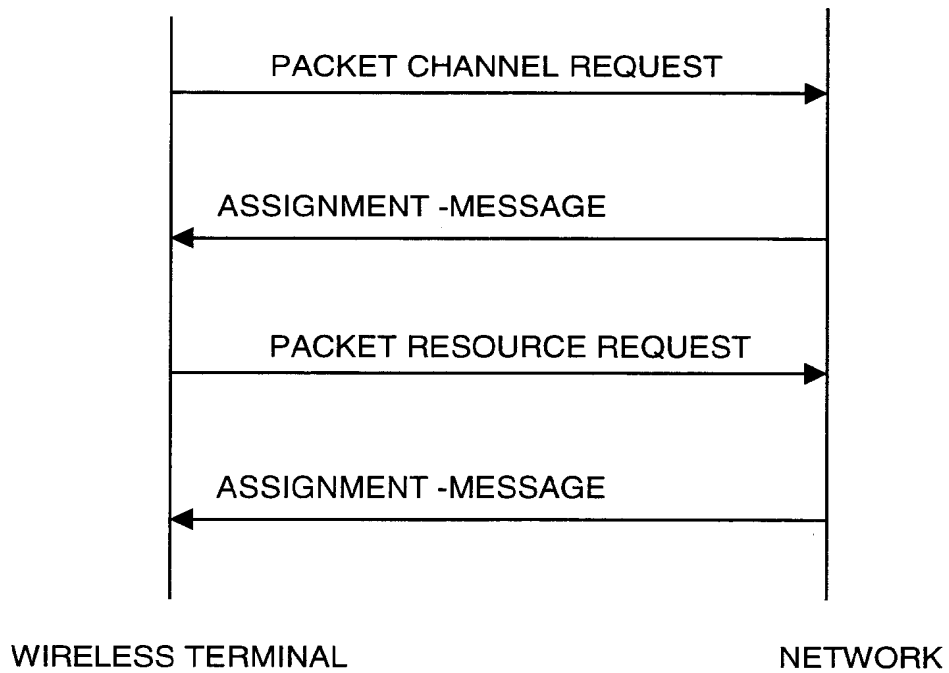 PACKET CHANNEL REQUEST
ASSIGNMENT -MESSAGE
PACKET RESOURCE REQUEST
ASSIGNMENT -MESSAGE
WIRELESS TERMINAL
NETWORK